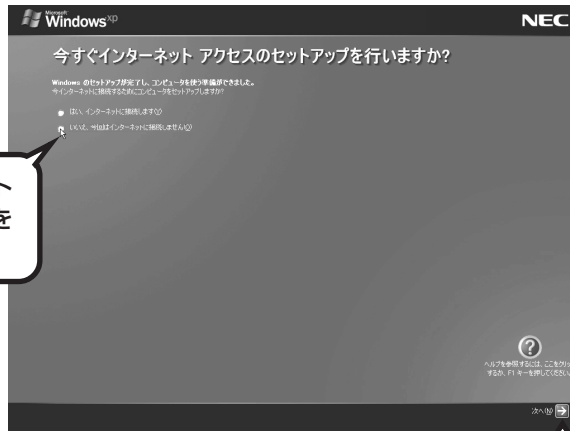 Microsoft
Windows xp
NEC
今すぐインターネット アクセスのセットアップを行いますか?
Windows のセットアップが完了し、コンピュータを使う準備ができました。
今インターネットに接続するためにコンピュータをセットアップしますか?
はい、インターネットに接続します(Y)
いいえ、今回はインターネットに接続しません(O)
ト
を
ヘルプを参照するには、ここをクリッ
するか、F1 キーを押してください。
次へ(N)